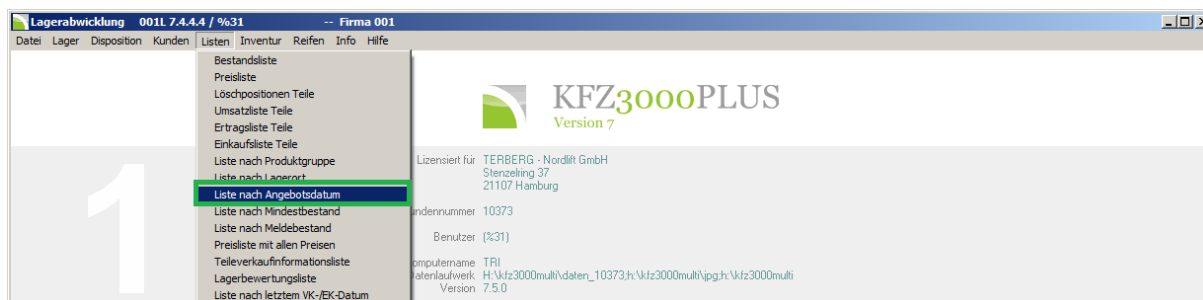 Lagerabwicklung 001L 7.4.4.4 / %31 -- Firma 001
Datei Lager Disposition Kunden Listen Inventur Reifen Info Hilfe
Bestandsliste
Preisliste
Löschpositionen Teile
Umsatzliste Teile
Ertragsliste Teile
Einkaufsliste Teile
Liste nach Produktgruppe
Liste nach Lagerort
Liste nach Angebotsdatum
Liste nach Mindestbestand
Liste nach Meldebestand
Preisliste mit allen Preisen
Teileverkaufinformationsliste
Lagerbewertungsliste
Liste nach letztem VK-/EK-Datum
KFZ3000PLUS
Version 7
1
Lizensiert für TERBERG - Nordlift GmbH
Stenzelring 37
21107 Hamburg
undennummer 10373
Benutzer (%31)
omputername TRI
atenlaufwerk H:\kfz3000multi\daten_10373;h:\kfz3000multi\jpg;h:\kfz3000multi
Version 7.5.0